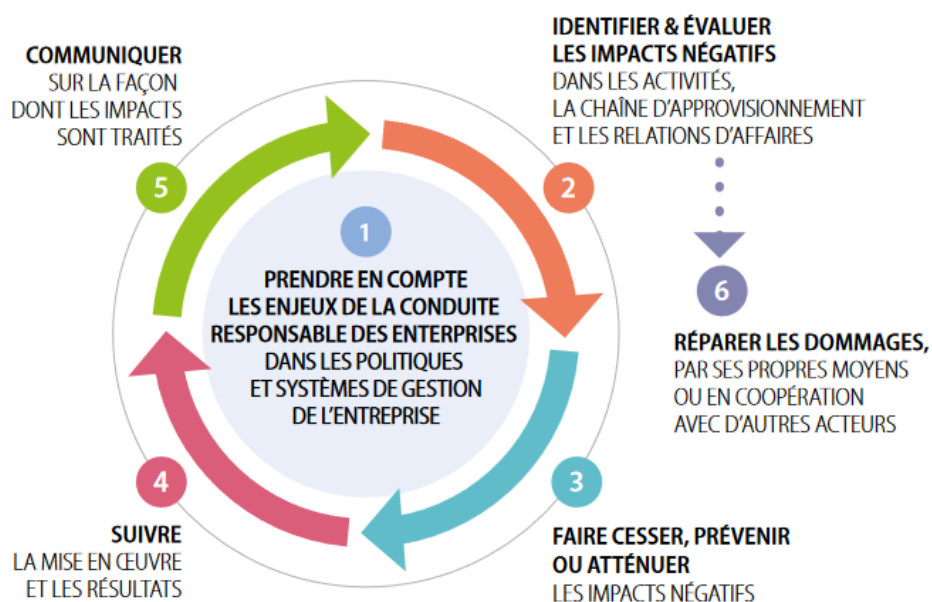 1
PRENDRE EN COMPTE
LES ENJEUX DE LA CONDUITE
RESPONSABLE DES ENTERPRISES
DANS LES POLITIQUES
ET SYSTÈMES DE GESTION
DE L'ENTREPRISE
IDENTIFIER & ÉVALUER
LES IMPACTS NÉGATIFS
DANS LES ACTIVITÉS,
LA CHAÎNE D'APPROVISIONNEMENT
ET LES RELATIONS D'AFFAIRES
2
3
FAIRE CESSER, PRÉVENIR
OU ATTÉNUER
LES IMPACTS NÉGATIFS
4
SUIVRE
LA MISE EN ŒUVRE
ET LES RÉSULTATS
COMMUNIQUER
SUR LA FAÇON
DONT LES IMPACTS
SONT TRAITÉS
5
6
RÉPARER LES DOMMAGES,
PAR SES PROPRES MOYENS
OU EN COOPÉRATION
AVEC D'AUTRES ACTEURS